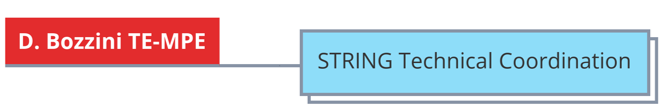 D. Bozzini TE-MPE
STRING Technical Coordination